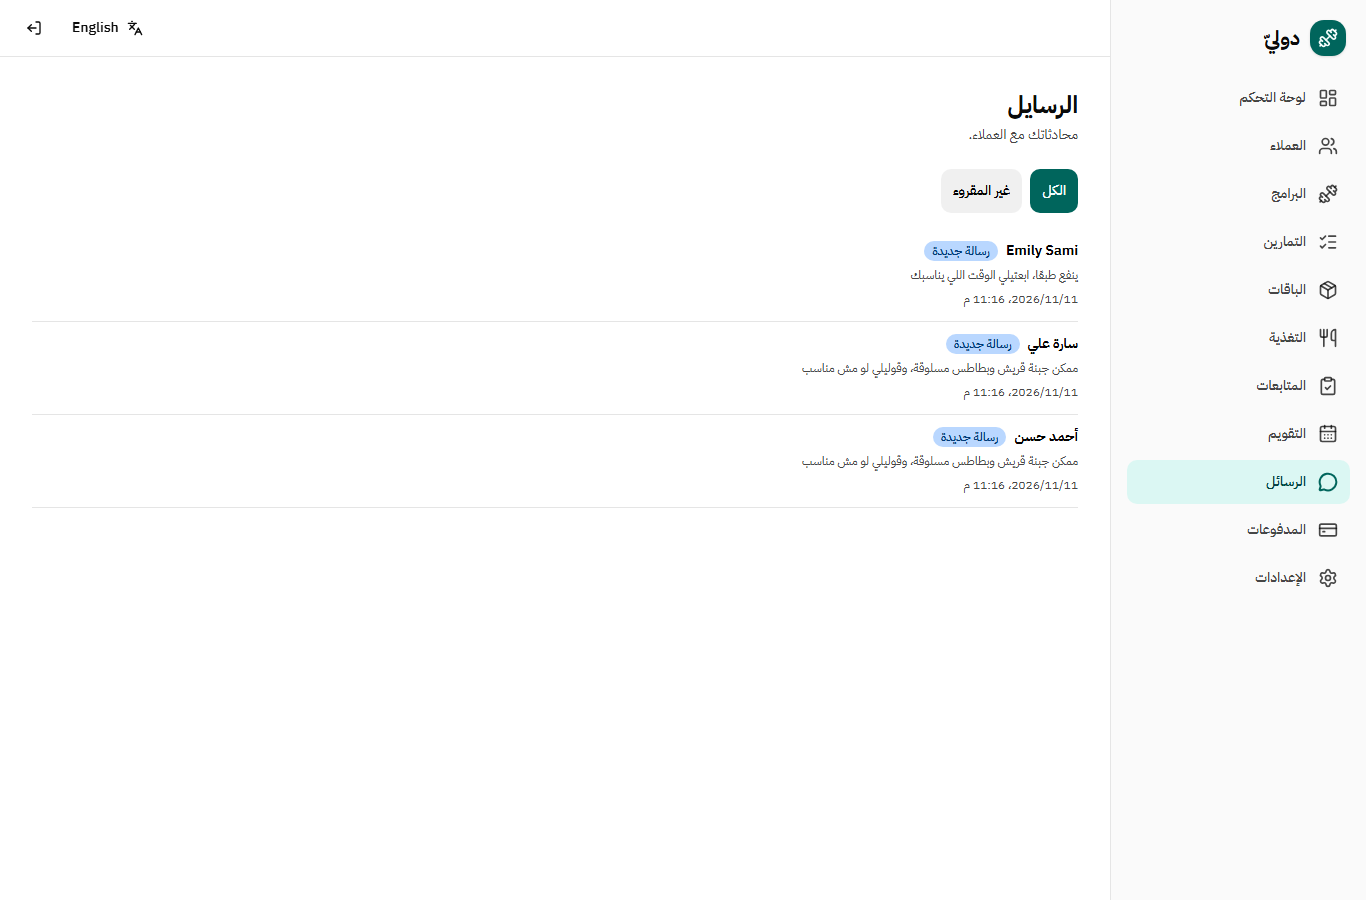 دوليّ
لوحة التحكم
العملاء
البرامج
التمارين
الباقات
التغذية
المتابعات
التقويم
الرسائل
المدفوعات
الإعدادات
English
الرسايل
محادثاتك مع العملاء.
الكل
غير المقروء
Emily Sami رسالة جديدة
ينفع طبعًا، ابعتيلي الوقت اللي يناسبك
2026/11/11، 11:16 م
سارة علي رسالة جديدة
ممكن جبنة قريش وبطاطس مسلوقة، وقوليلي لو مش مناسب
2026/11/11، 11:16 م
أحمد حسن رسالة جديدة
ممكن جبنة قريش وبطاطس مسلوقة، وقوليلي لو مش مناسب
2026/11/11، 11:16 م